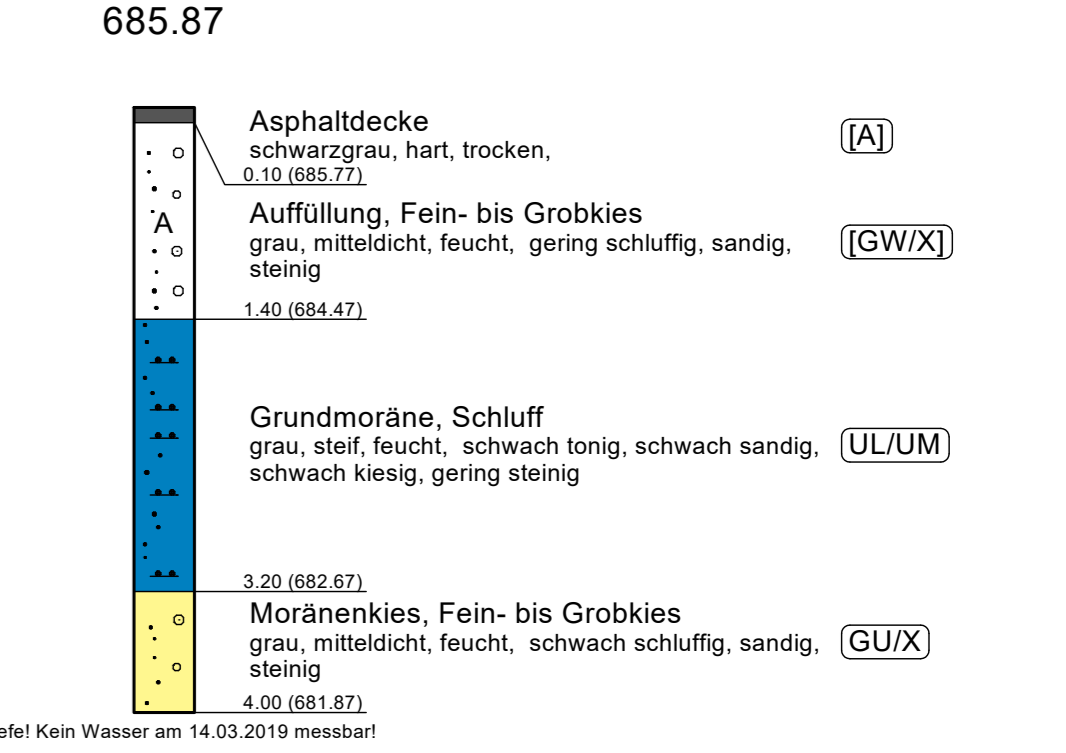 685.87
Asphaltdecke
schwarzgrau, hart, trocken,
[A]
0.10 (685.77)
Auffüllung, Fein- bis Grobkies
grau, mitteldicht, feucht, gering schluffig, sandig,
steinig
[GW/X]
A
1.40 (684.47)
Grundmoräne, Schluff
grau, steif, feucht, schwach tonig, schwach sandig,
schwach kiesig, gering steinig
UL/UM
3.20 (682.67)
Moränenkies, Fein- bis Grobkies
grau, mitteldicht, feucht, schwach schluffig, sandig,
steinig
GU/X
4.00 (681.87)
efe! Kein Wasser am 14.03.2019 messbar!